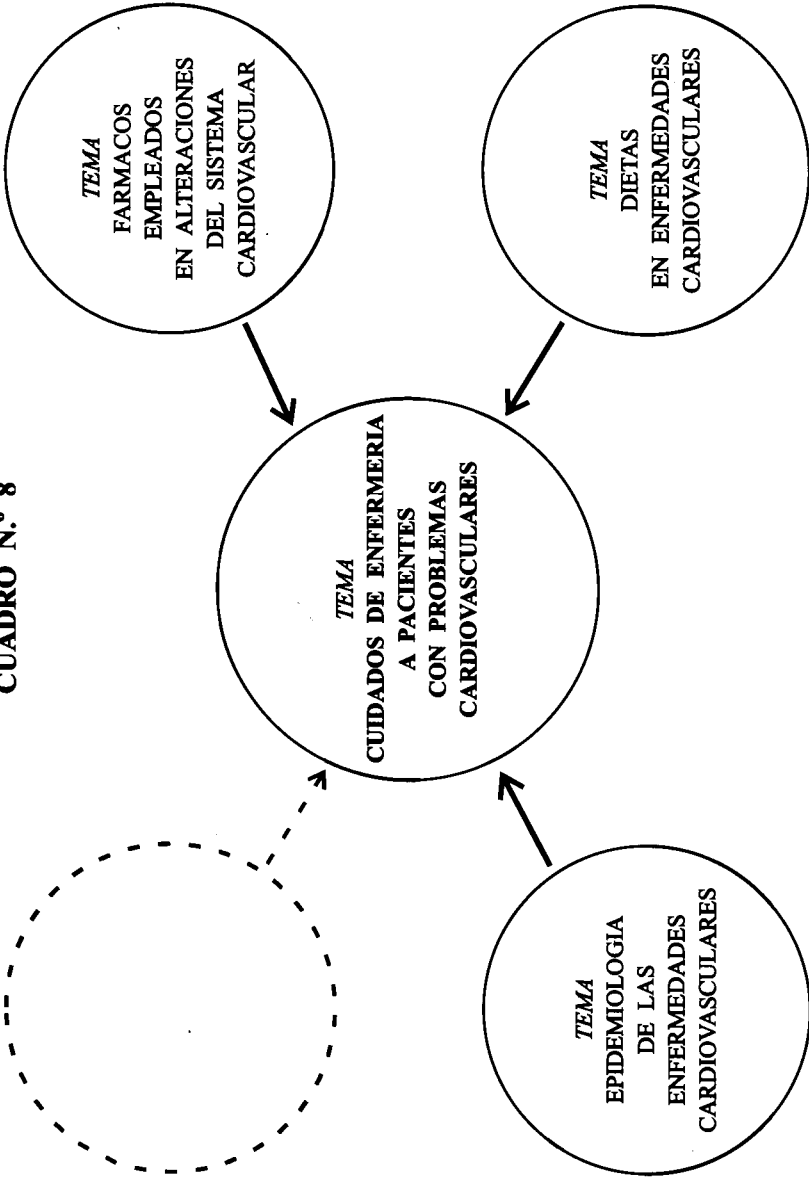 CUADRO N.º 8
TEMA
FARMACOS
EMPLEADOS
EN ALTERACIONES
DEL SISTEMA
CARDIOVASCULAR
TEMA
CUIDADOS DE ENFERMERIA
A PACIENTES
CON PROBLEMAS
CARDIOVASCULARES
TEMA
EPIDEMIOLOGIA
DE LAS
ENFERMEDADES
CARDIOVASCULARES
TEMA
DIETAS
EN ENFERMEDADES
CARDIOVASCULARES